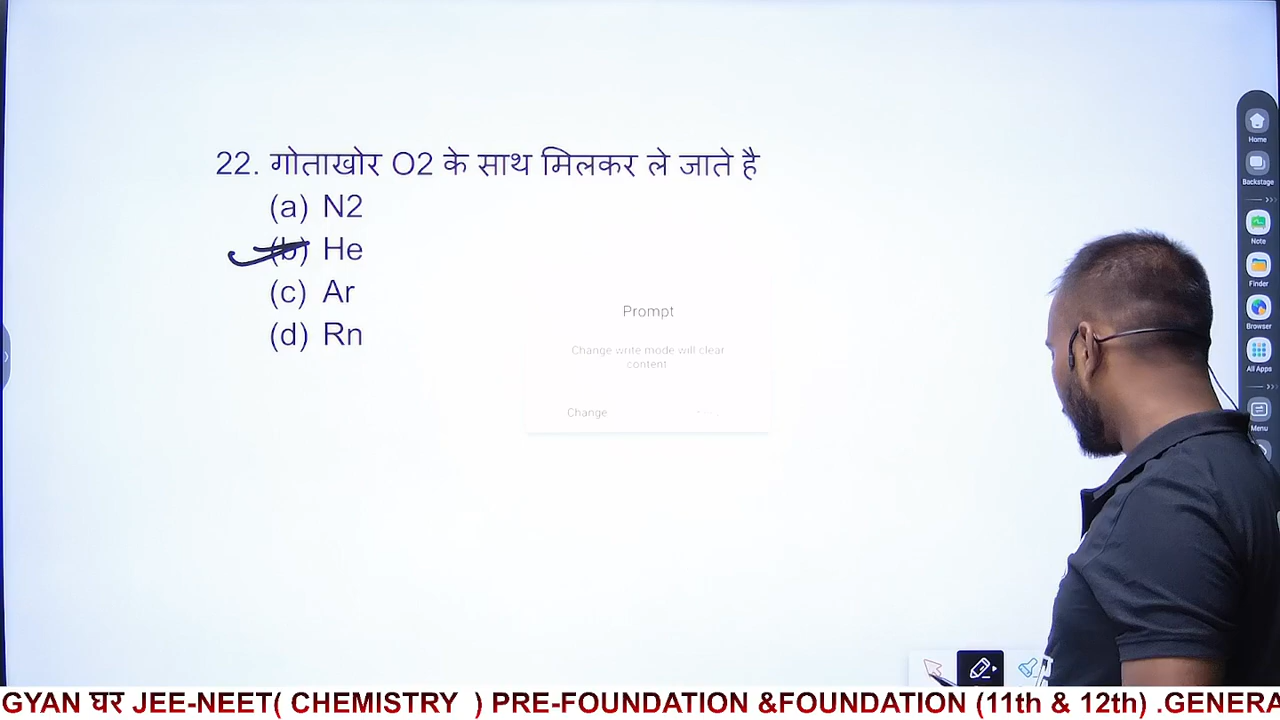 22. गोताखोर O2 के साथ मिलकर ले जाते है
(a) N2
(b) He
(c) Ar
(d) Rn
Prompt
Change write mode will clear
content
Change
Home
Backstage
Note
Finder
Browser
All Apps
Menu
GYAN घर JEE-NEET( CHEMISTRY ) PRE-FOUNDATION &FOUNDATION (11th & 12th) .GENERA